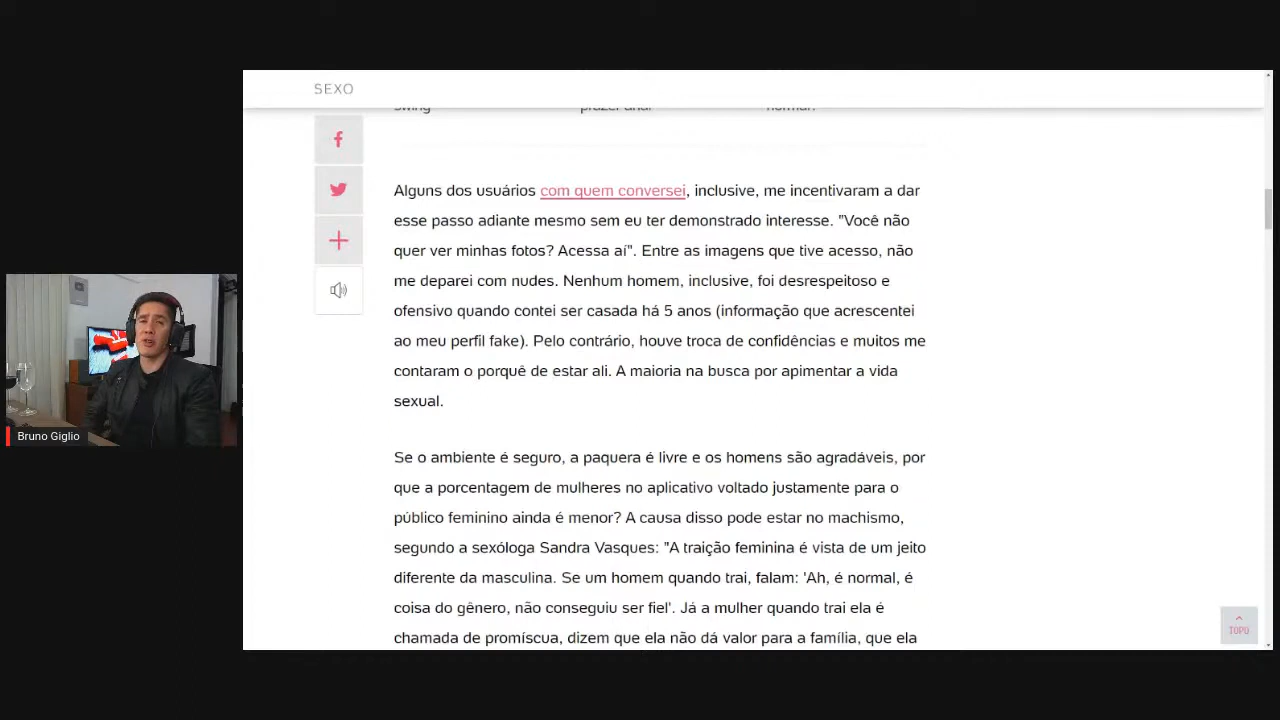 SEXO
swing
prazer anal
normal?
Alguns dos usuários com quem conversei, inclusive, me incentivaram a dar
esse passo adiante mesmo sem eu ter demonstrado interesse. "Você não
quer ver minhas fotos? Acessa aí". Entre as imagens que tive acesso, não
me deparei com nudes. Nenhum homem, inclusive, foi desrespeitoso e
ofensivo quando contei ser casada há 5 anos (informação que acrescentei
ao meu perfil fake). Pelo contrário, houve troca de confidências e muitos me
contaram o porquê de estar ali. A maioria na busca por apimentar a vida
sexual.
Se o ambiente é seguro, a paquera é livre e os homens são agradáveis, por
que a porcentagem de mulheres no aplicativo voltado justamente para o
público feminino ainda é menor? A causa disso pode estar no machismo,
segundo a sexóloga Sandra Vasques: "A traição feminina é vista de um jeito
diferente da masculina. Se um homem quando trai, falam: 'Ah, é normal, é
coisa do gênero, não conseguiu ser fiel'. Já a mulher quando trai ela é
chamada de promíscua, dizem que ela não dá valor para a família, que ela
TOPO
Bruno Giglio